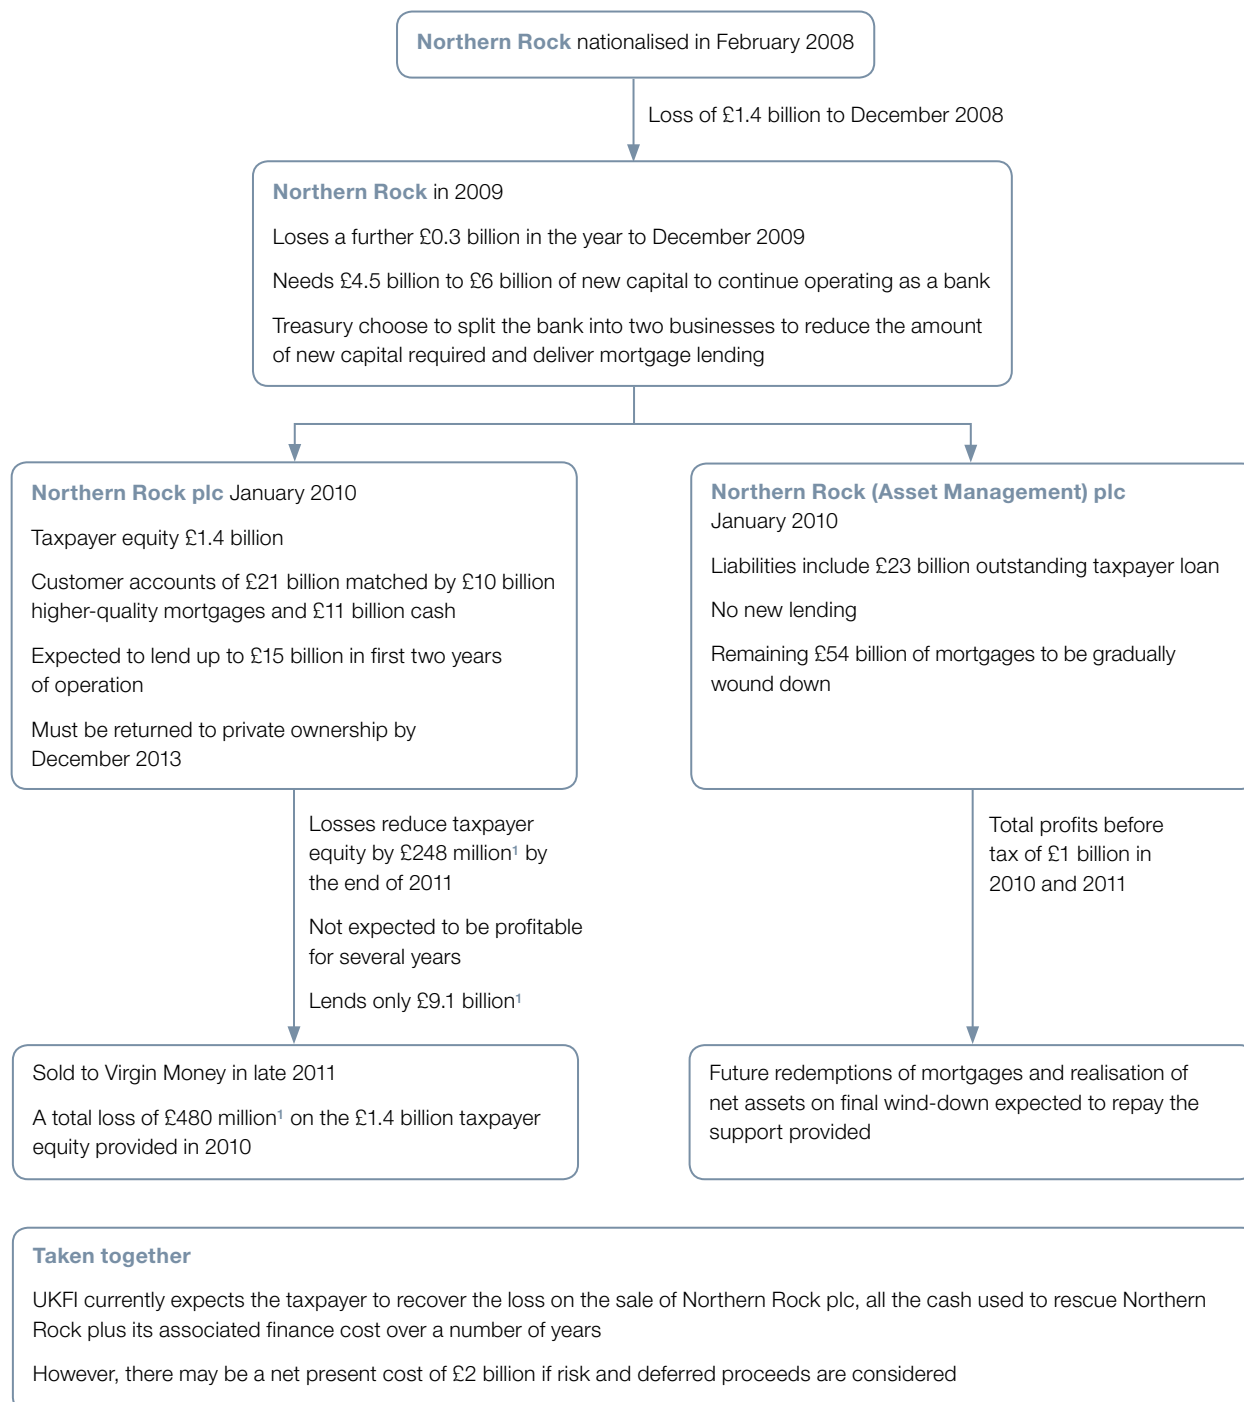 Northern Rock nationalised in February 2008
Loss of £1.4 billion to December 2008
Northern Rock in 2009
Loses a further £0.3 billion in the year to December 2009
Needs £4.5 billion to £6 billion of new capital to continue operating as a bank
Treasury choose to split the bank into two businesses to reduce the amount
of new capital required and deliver mortgage lending
Northern Rock plc January 2010
Taxpayer equity £1.4 billion
Customer accounts of £21 billion matched by £10 billion
higher-quality mortgages and £11 billion cash
Expected to lend up to £15 billion in first two years
of operation
Must be returned to private ownership by
December 2013
Northern Rock (Asset Management) plc
January 2010
Liabilities include £23 billion outstanding taxpayer loan
No new lending
Remaining £54 billion of mortgages to be gradually
wound down
Losses reduce taxpayer
equity by £248 million¹ by
the end of 2011
Not expected to be profitable
for several years
Lends only £9.1 billion¹
Total profits before
tax of £1 billion in
2010 and 2011
Sold to Virgin Money in late 2011
A total loss of £480 million¹ on the £1.4 billion taxpayer
equity provided in 2010
Future redemptions of mortgages and realisation of
net assets on final wind-down expected to repay the
support provided
Taken together
UKFI currently expects the taxpayer to recover the loss on the sale of Northern Rock plc, all the cash used to rescue Northern
Rock plus its associated finance cost over a number of years
However, there may be a net present cost of £2 billion if risk and deferred proceeds are considered